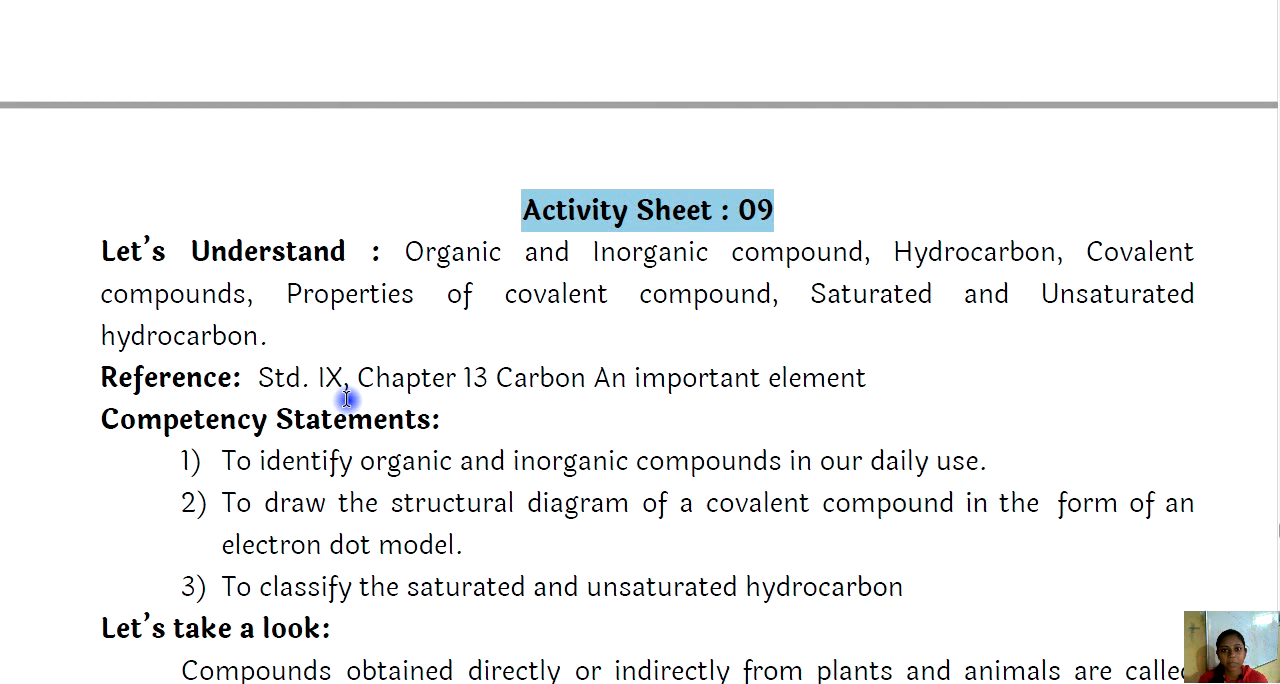 Activity Sheet : 09
Let's Understand : Organic and Inorganic compound, Hydrocarbon, Covalent
compounds, Properties of covalent compound, Saturated and Unsaturated
hydrocarbon.
Reference: Std. IX, Chapter 13 Carbon An important element
Competency Statements:
1) To identify organic and inorganic compounds in our daily use.
2) To draw the structural diagram of a covalent compound in the form of an
electron dot model.
3) To classify the saturated and unsaturated hydrocarbon
Let's take a look:
Compounds obtained directly or indirectly from plants and animals are called